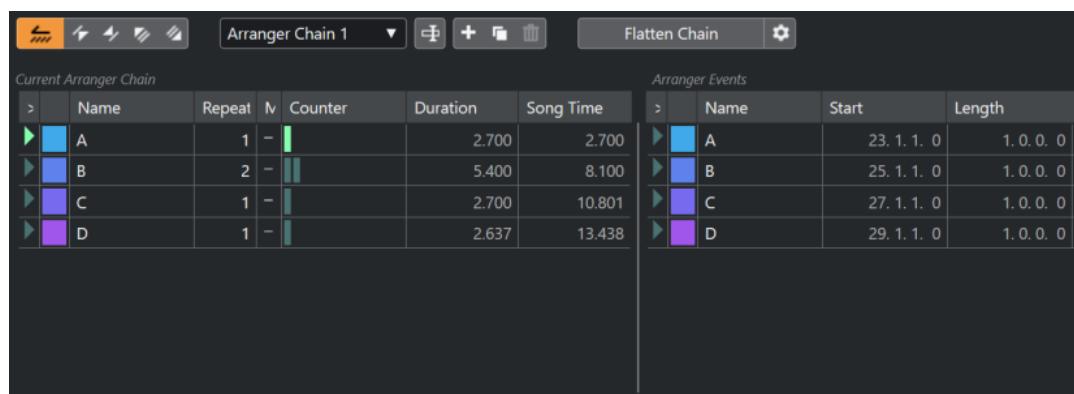 Arranger Chain 1 Flatten Chain
Current Arranger Chain Arranger Events
Name Repeat M Counter Duration Song Time Name Start Length
A 1 – 2.700 2.700 A 23. 1. 1. 0 1. 0. 0. 0
B 2 – 5.400 8.100 B 25. 1. 1. 0 1. 0. 0. 0
C 1 – 2.700 10.801 C 27. 1. 1. 0 1. 0. 0. 0
D 1 – 2.637 13.438 D 29. 1. 1. 0 1. 0. 0. 0